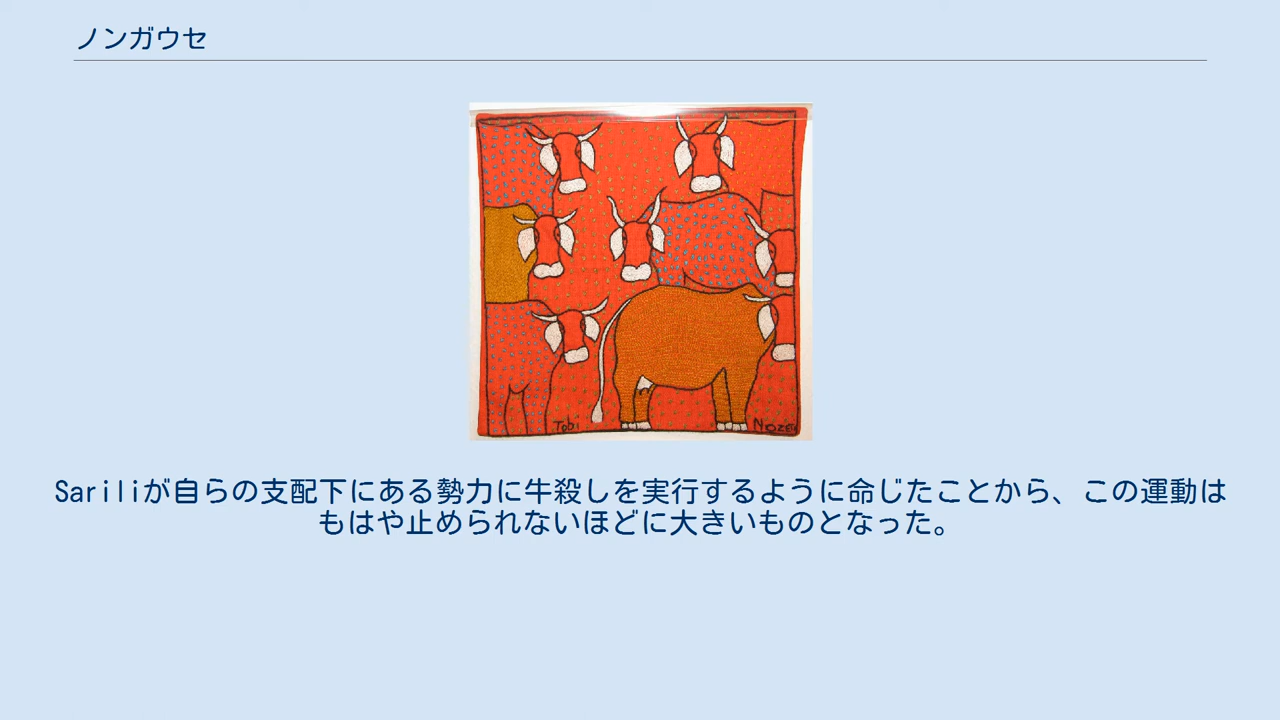 ノンガウセ
Tobi
Sariliが自らの支配下にある勢力に牛殺しを実行するように命じたことから、この運動は
もはや止められないほどに大きいものとなった。